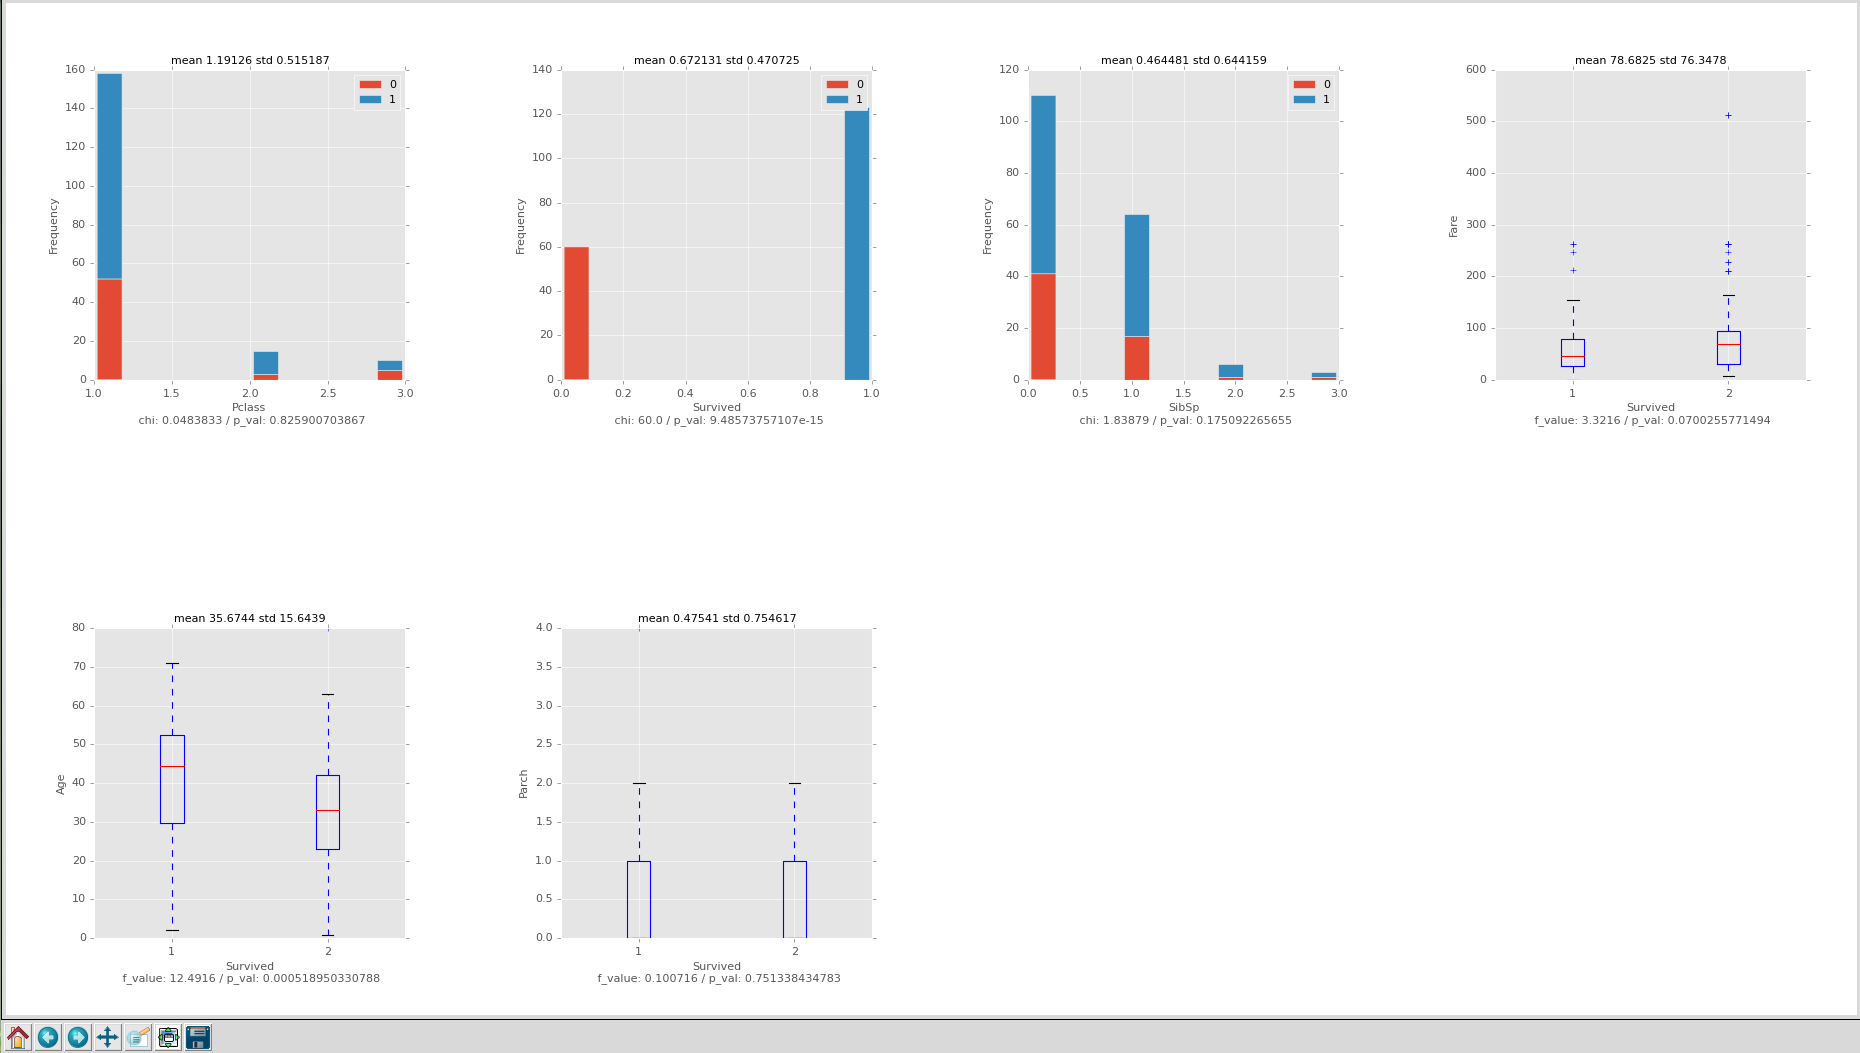 mean 1.19126 std 0.515187
160
140
120
100
80
60
40
20
0
Frequency
0
1
1.0 1.5 2.0 2.5 3.0
Pclass
chi: 0.0483833 / p_val: 0.825900703867
mean 0.672131 std 0.470725
140
120
100
80
60
40
20
0
Frequency
0
1
0.0 0.2 0.4 0.6 0.8 1.0
Survived
chi: 60.0 / p_val: 9.48573757107e-15
mean 0.464481 std 0.644159
120
100
80
60
40
20
0
Frequency
0
1
0.0 0.5 1.0 1.5 2.0 2.5 3.0
SibSp
chi: 1.83879 / p_val: 0.175092265655
mean 78.6825 std 76.3478
600
500
400
300
200
100
0
Fare
1 2
Survived
f_value: 3.3216 / p_val: 0.0700255771494
mean 35.6744 std 15.6439
80
70
60
50
40
30
20
10
0
Age
1 2
Survived
f_value: 12.4916 / p_val: 0.000518950330788
mean 0.47541 std 0.754617
4.0
3.5
3.0
2.5
2.0
1.5
1.0
0.5
0.0
Parch
1 2
Survived
f_value: 0.100716 / p_val: 0.751338434783